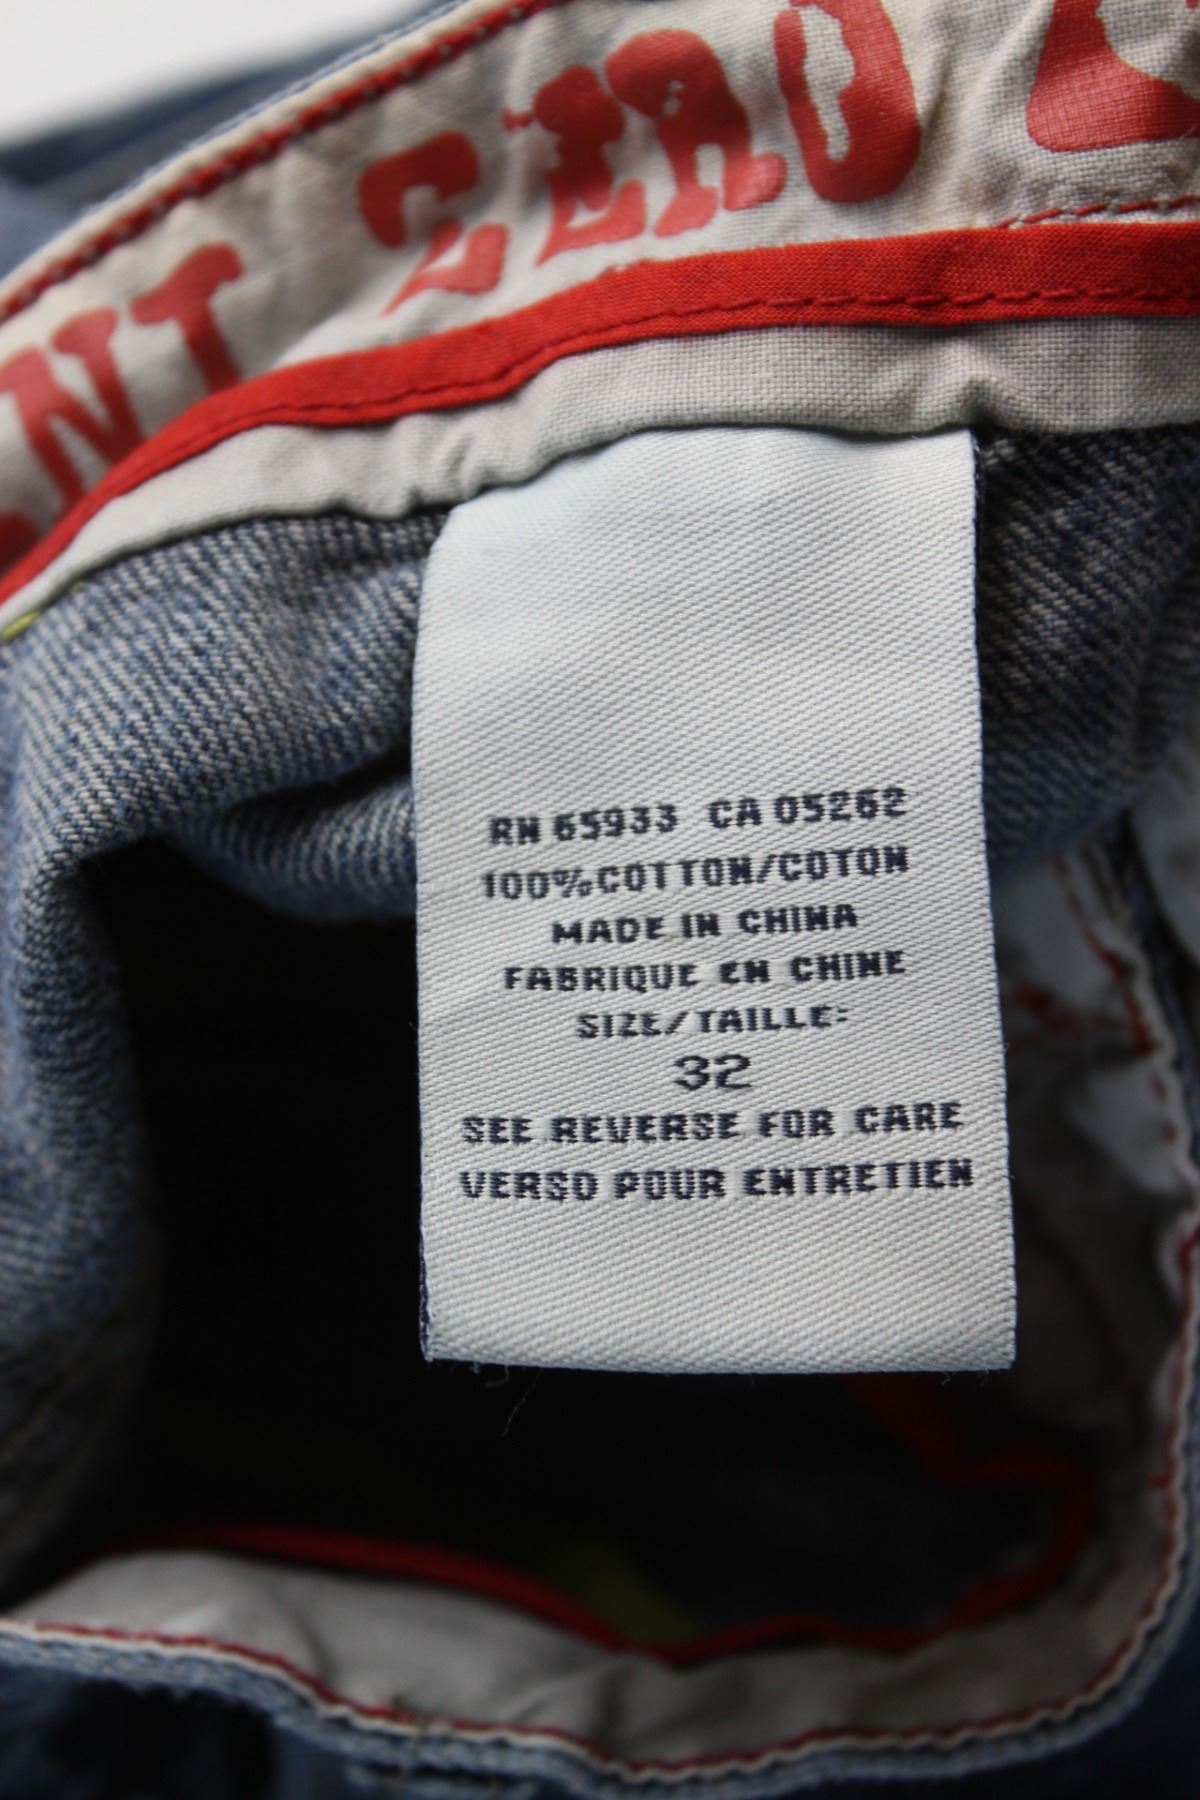 ZERO
RN 65933 CA 05262
100% COTTON/COTON
MADE IN CHINA
FABRIQUE EN CHINE
SIZE/TAILLE:
32
SEE REVERSE FOR CARE
VERSO POUR ENTRETIEN